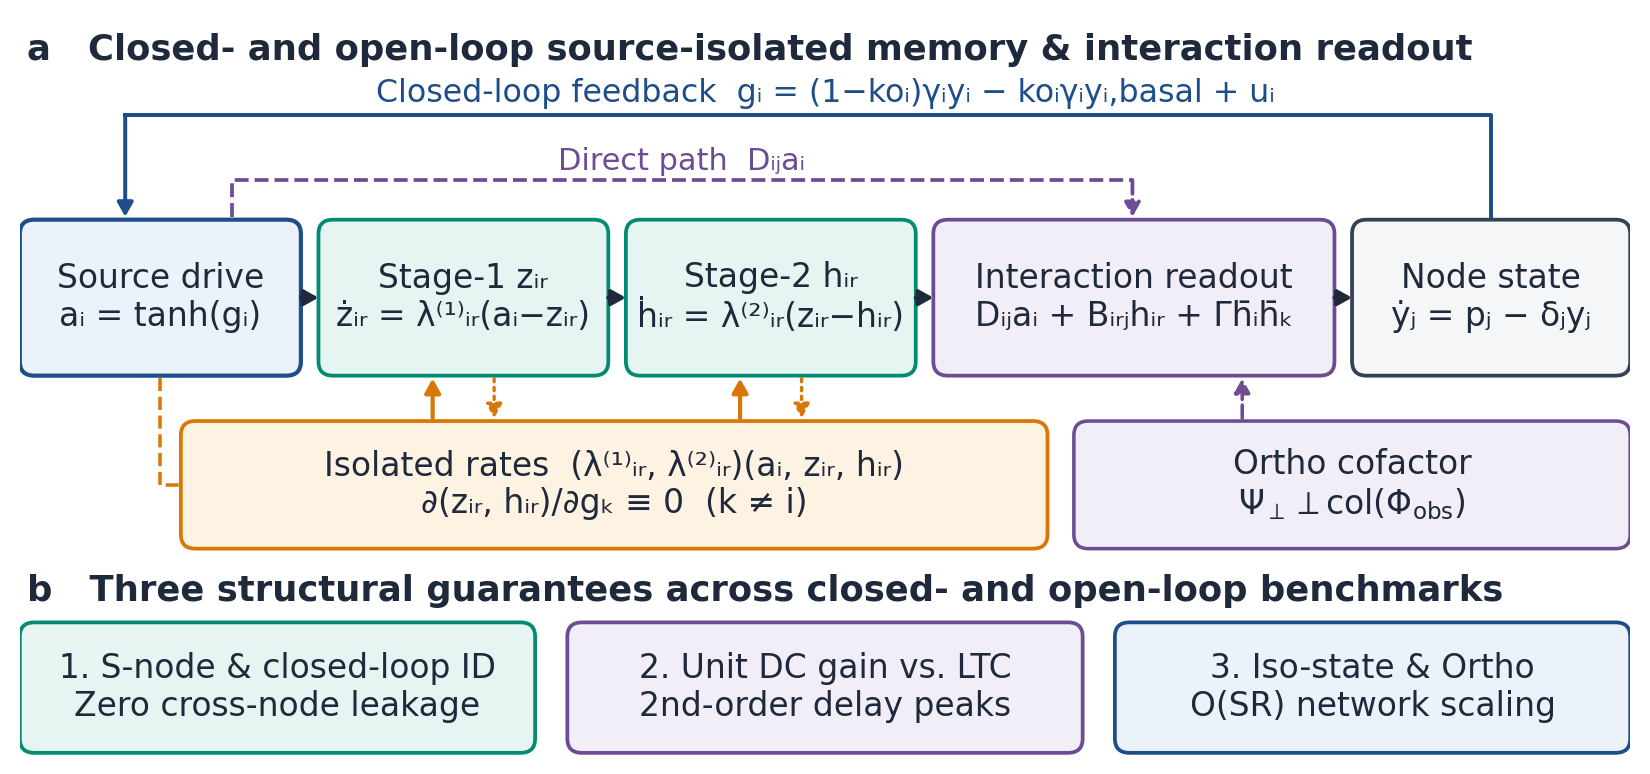 a Closed- and open-loop source-isolated memory & interaction readout
Closed-loop feedback gᵢ = (1−koᵢ)γᵢyᵢ − koᵢγᵢyᵢ,basal + uᵢ
Direct path Dᵢⱼaᵢ
Source drive
aᵢ = tanh(gᵢ)
Stage-1 zᵢᵣ
żᵢᵣ = λ⁽¹⁾ᵢᵣ(aᵢ−zᵢᵣ)
Stage-2 hᵢᵣ
ḣᵢᵣ = λ⁽²⁾ᵢᵣ(zᵢᵣ−hᵢᵣ)
Interaction readout
Dᵢⱼaᵢ + Bᵢᵣⱼhᵢᵣ + Γh̄ᵢh̄ₖ
Node state
ẏⱼ = pⱼ − δⱼyⱼ
Isolated rates (λ⁽¹⁾ᵢᵣ, λ⁽²⁾ᵢᵣ)(aᵢ, zᵢᵣ, hᵢᵣ)
∂(zᵢᵣ, hᵢᵣ)/∂gₖ ≡ 0 (k ≠ i)
Ortho cofactor
Ψ⊥ ⊥ col(Φobs)
b Three structural guarantees across closed- and open-loop benchmarks
1. S-node & closed-loop ID
Zero cross-node leakage
2. Unit DC gain vs. LTC
2nd-order delay peaks
3. Iso-state & Ortho
O(SR) network scaling